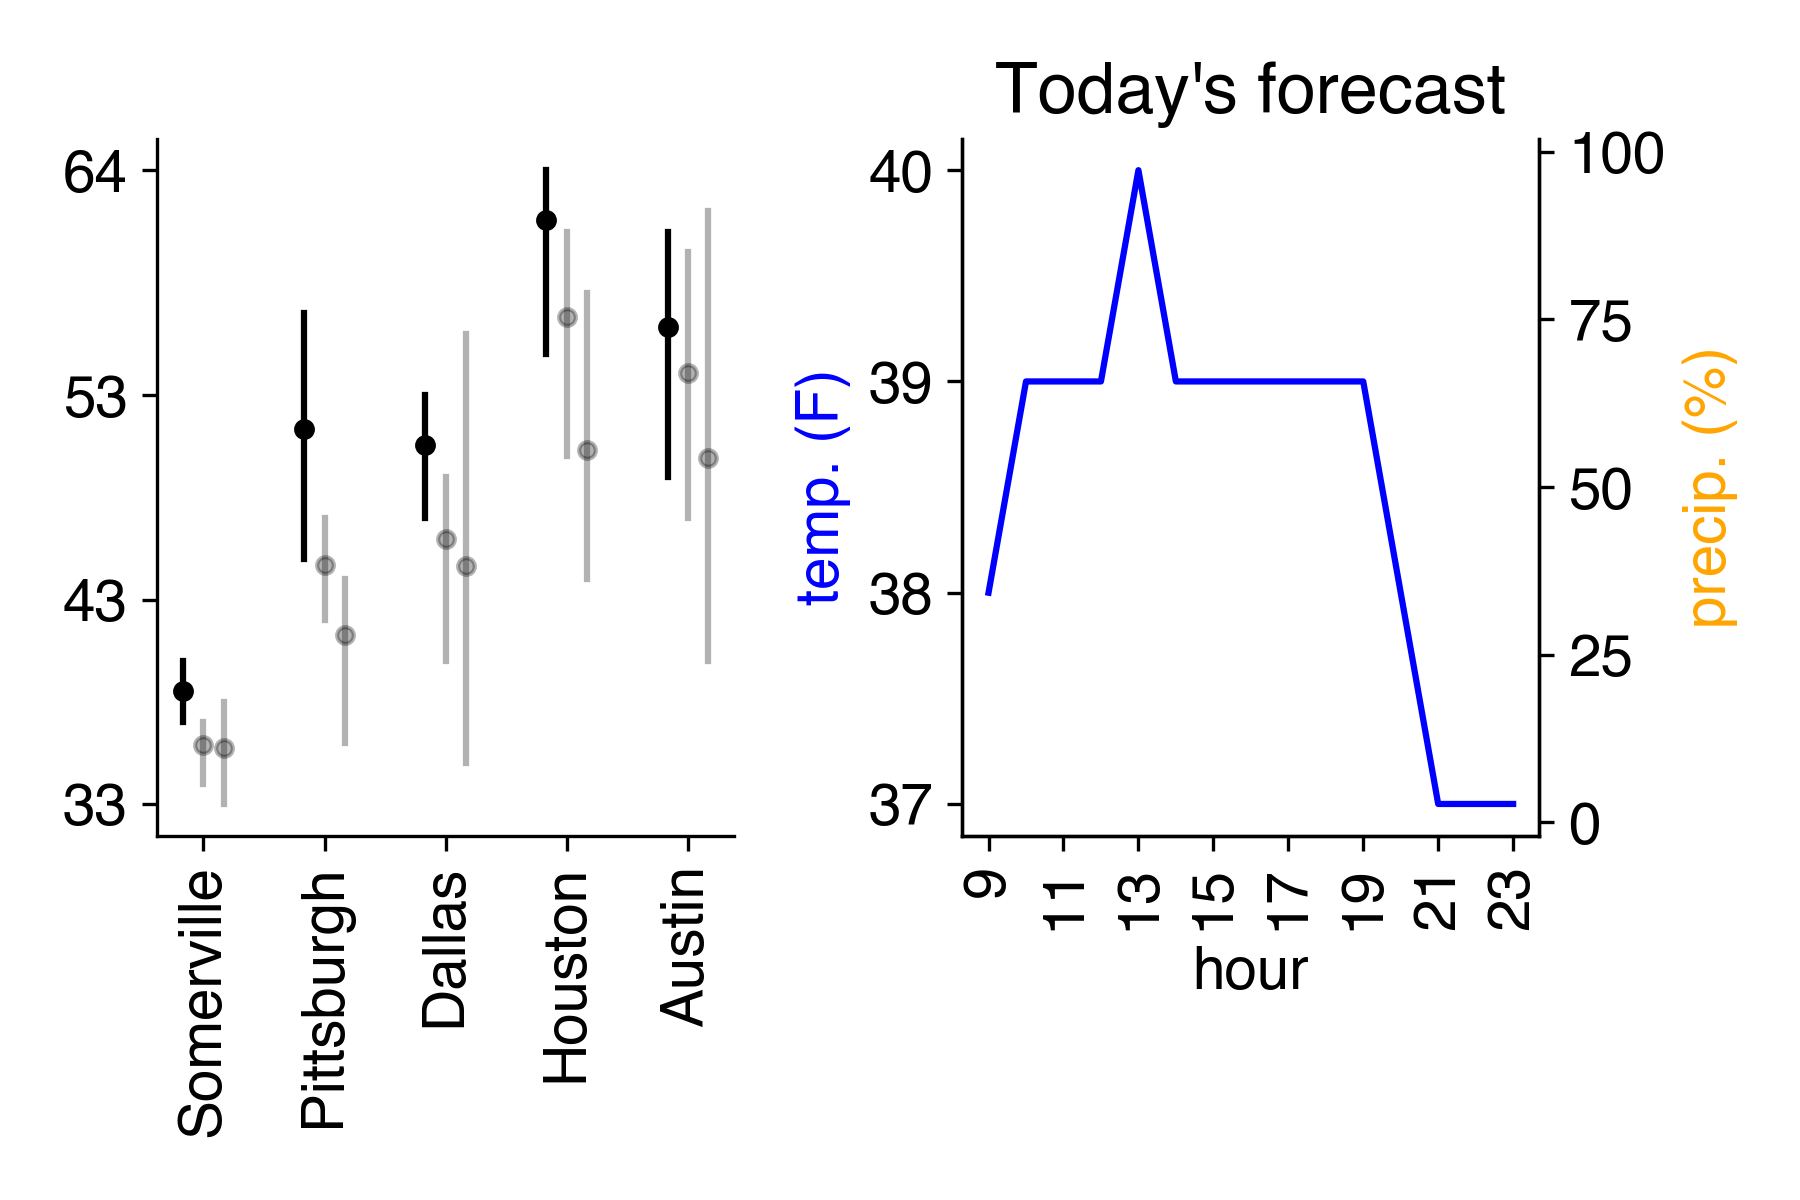 Today's forecast
64
53
43
33
Somerville
Pittsburgh
Dallas
Houston
Austin
temp. (F)
40
39
38
37
9
11
13
15
17
19
21
23
hour
100
75
50
25
0
precip. (%)